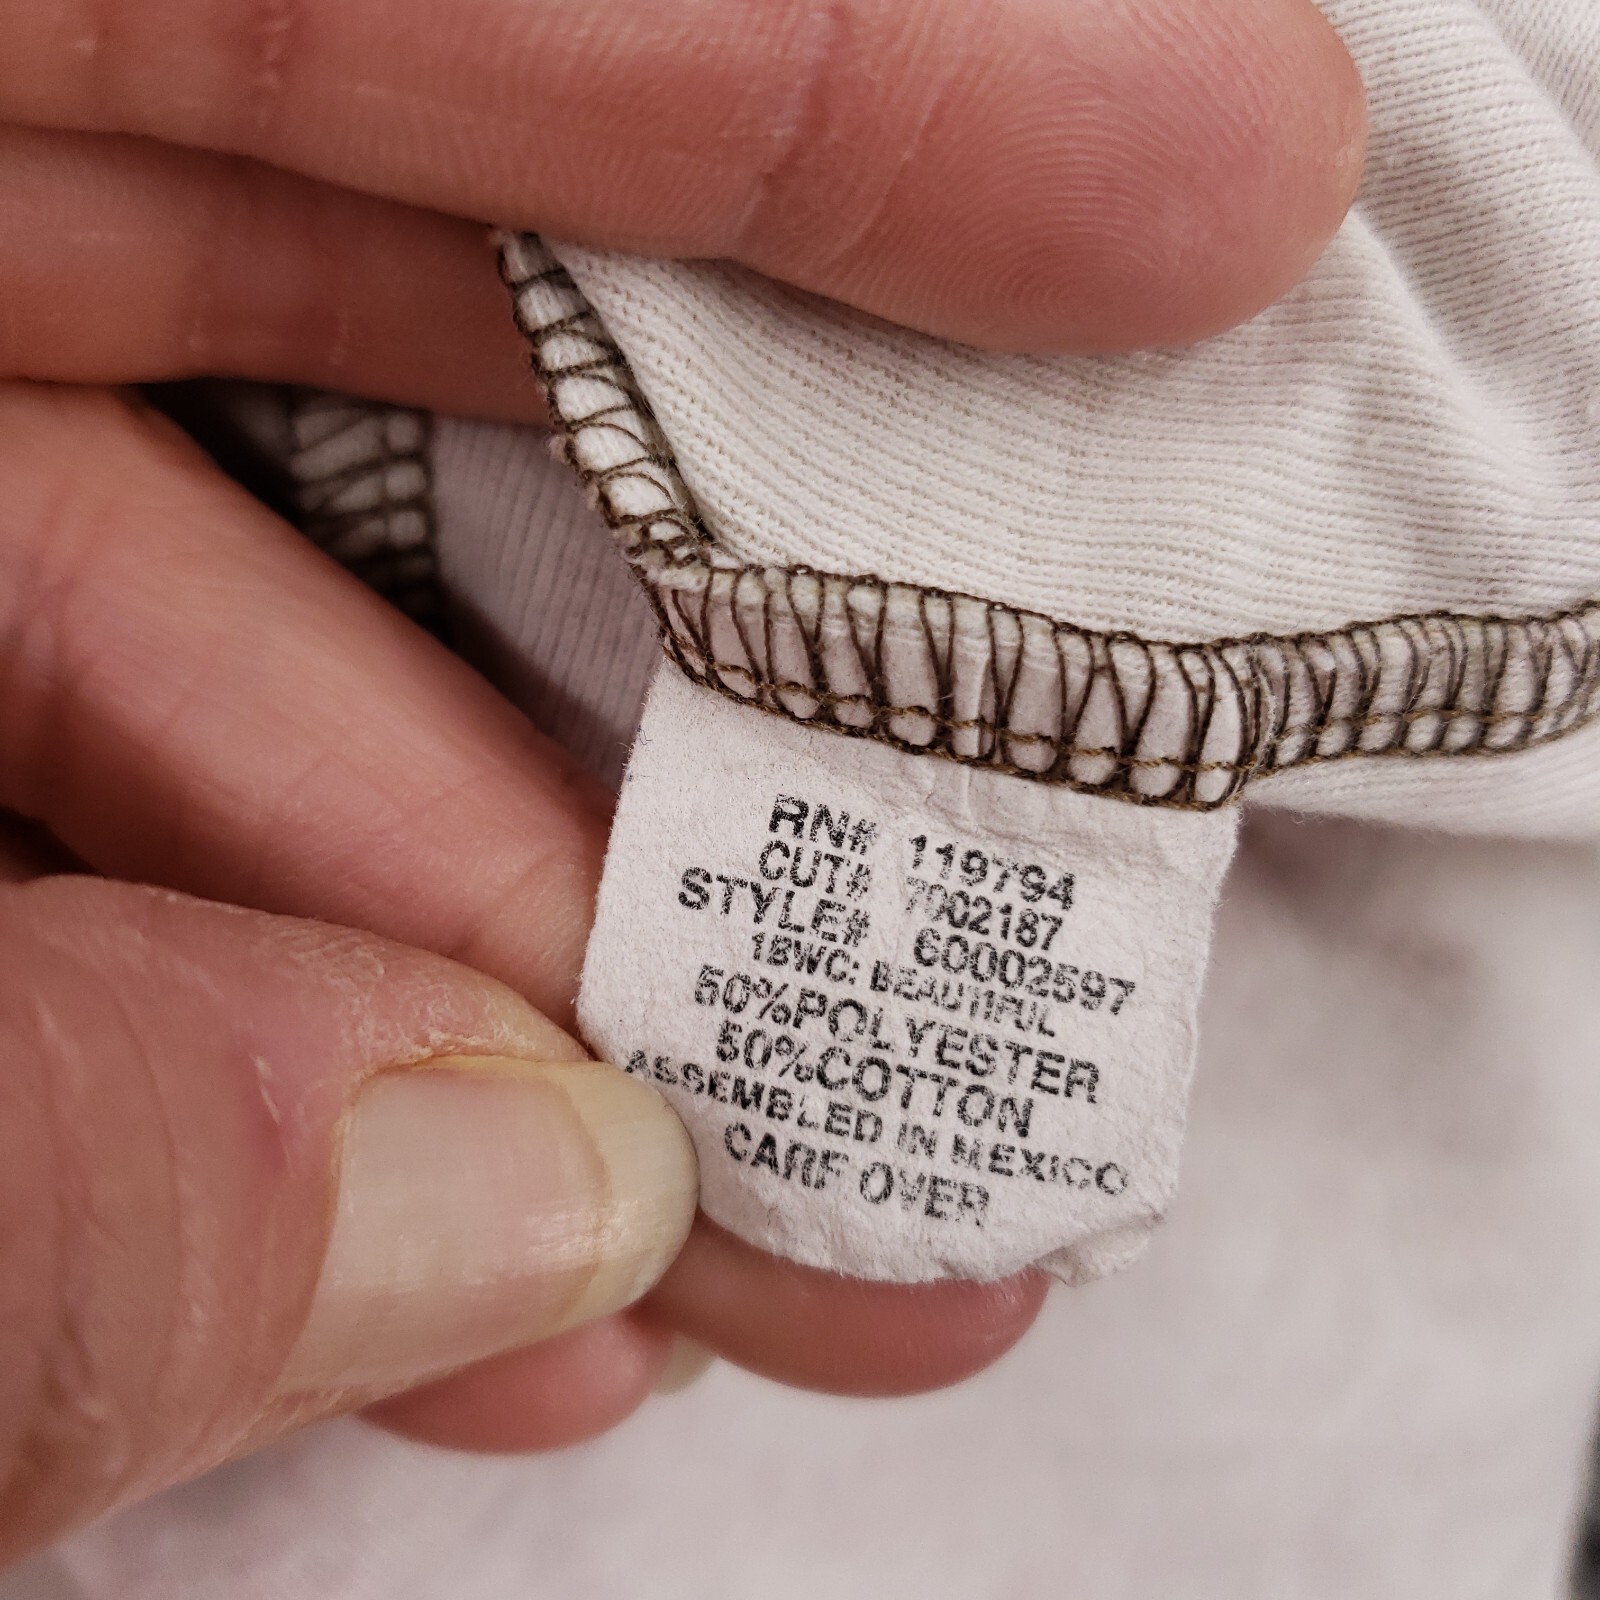 RN# 119794
CUT# 7002187
STYLE# 60002597
1BWC: BEAUTIFUL
50%POLYESTER
50%COTTON
ASSEMBLED IN MEXICO
CARE OVER